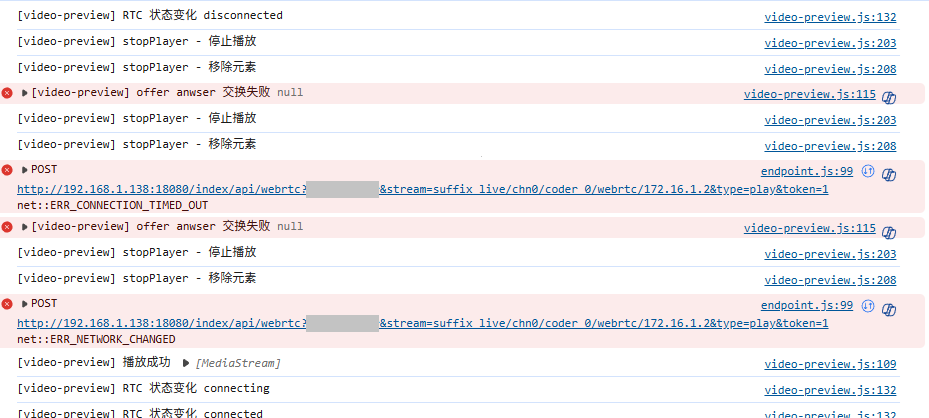 [video-preview] RTC 状态变化 disconnected video-preview.js:132
[video-preview] stopPlayer - 停止播放 video-preview.js:203
[video-preview] stopPlayer - 移除元素 video-preview.js:208
[video-preview] offer anwser 交换失败 null video-preview.js:115
[video-preview] stopPlayer - 停止播放 video-preview.js:203
[video-preview] stopPlayer - 移除元素 video-preview.js:208
POST endpoint.js:99
http://192.168.1.138:18080/index/api/webrtc? &stream=suffix_live/chn0/coder_0/webrtc/172.16.1.2&type=play&token=1
net::ERR_CONNECTION_TIMED_OUT
[video-preview] offer anwser 交换失败 null video-preview.js:115
[video-preview] stopPlayer - 停止播放 video-preview.js:203
[video-preview] stopPlayer - 移除元素 video-preview.js:208
POST endpoint.js:99
http://192.168.1.138:18080/index/api/webrtc? &stream=suffix_live/chn0/coder_0/webrtc/172.16.1.2&type=play&token=1
net::ERR_NETWORK_CHANGED
[video-preview] 播放成功 [MediaStream] video-preview.js:109
[video-preview] RTC 状态变化 connecting video-preview.js:132
[video-preview] RTC 状态变化 connected video-preview.js:132